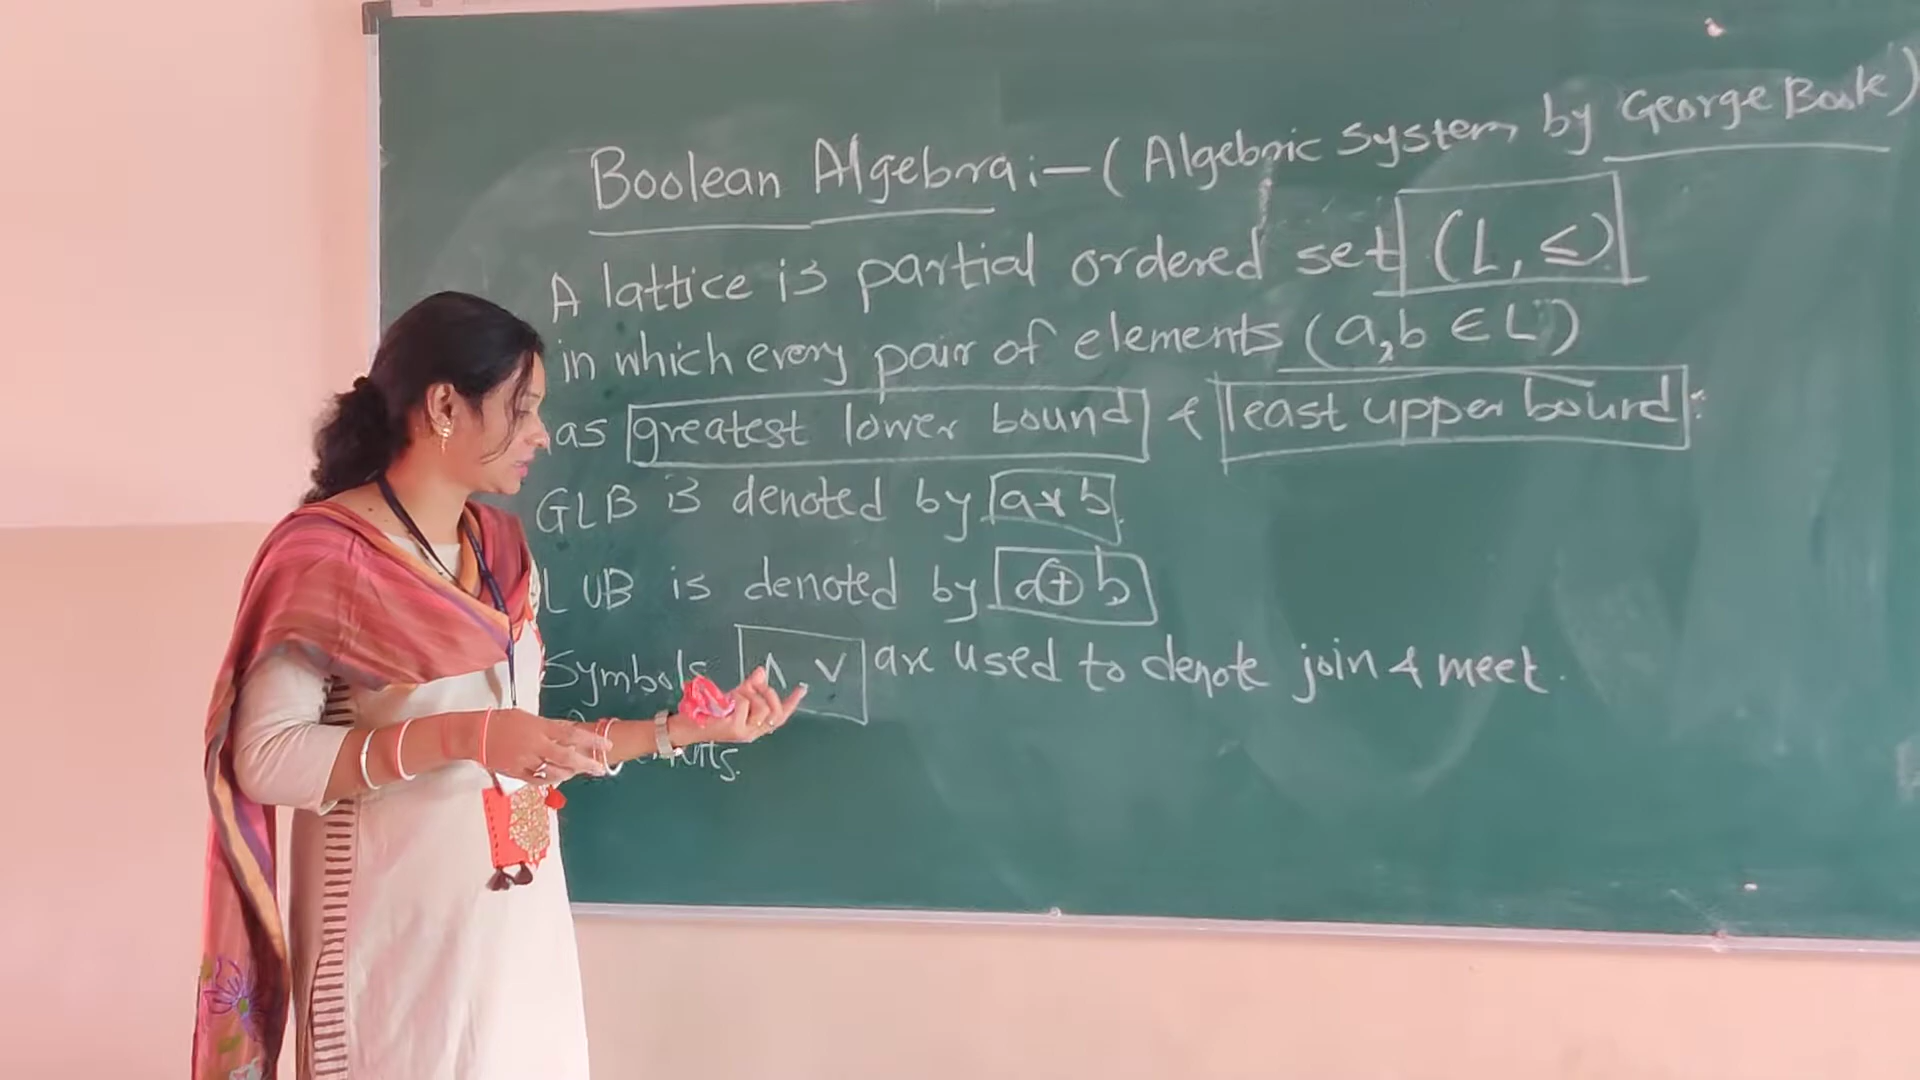 Boolean Algebra :- ( Algebric System by George Boole )
A lattice is partial ordered set (L, ≤)
in which every pair of elements (a, b ∈ L)
as greatest lower bound & least upper bound.
GLB is denoted by a * b.
LUB is denoted by a ⊕ b
Symbols ∧, ∨ are used to denote join & meet.